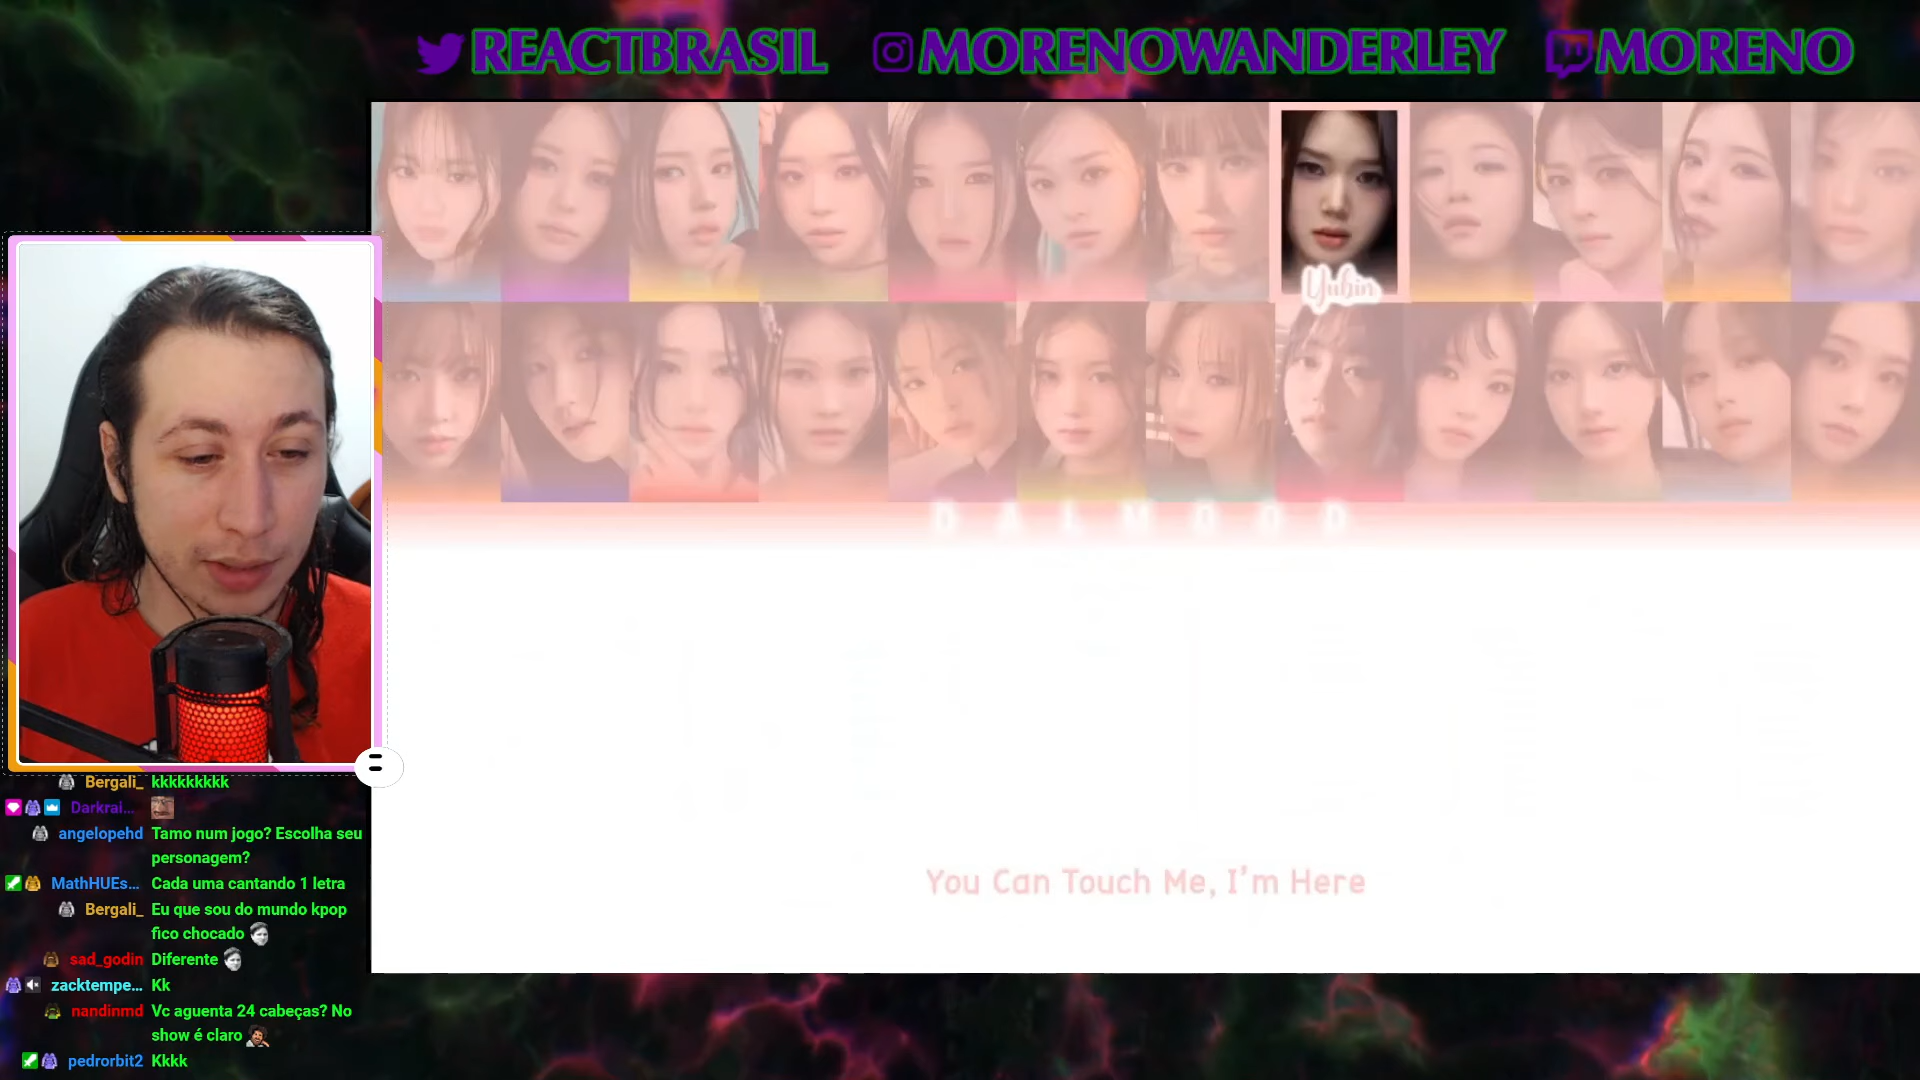 REACTBRASIL MORENOWANDERLEY MORENO
Yubin
DALMOOD
You Can Touch Me, I'm Here
Bergali_ kkkkkkkkk
Darkrai...
angelopehd Tamo num jogo? Escolha seu
personagem?
MathHUEs... Cada uma cantando 1 letra
Bergali_ Eu que sou do mundo kpop
fico chocado
sad_godin Diferente
zacktempe... Kk
nandinmd Vc aguenta 24 cabeças? No
show é claro
pedrorbit2 Kkkk